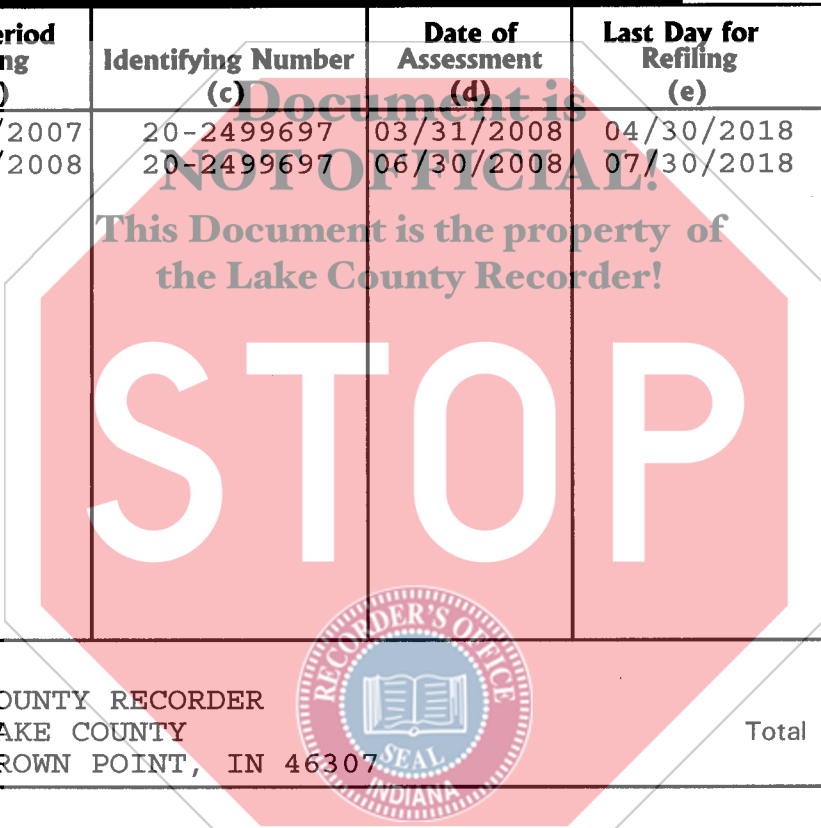 eriod
ng
)
Identifying Number
(c)
Date of
Assessment
(d)
Last Day for
Refiling
(e)
/2007 20-2499697 03/31/2008 04/30/2018
/2008 20-2499697 06/30/2008 07/30/2018
Document is
NOT OFFICIAL!
This Document is the property of
the Lake County Recorder!
STOP
RECORDER'S OFFICE
SEAL
INDIANA
OUNTY RECORDER
AKE COUNTY
ROWN POINT, IN 46307
Total